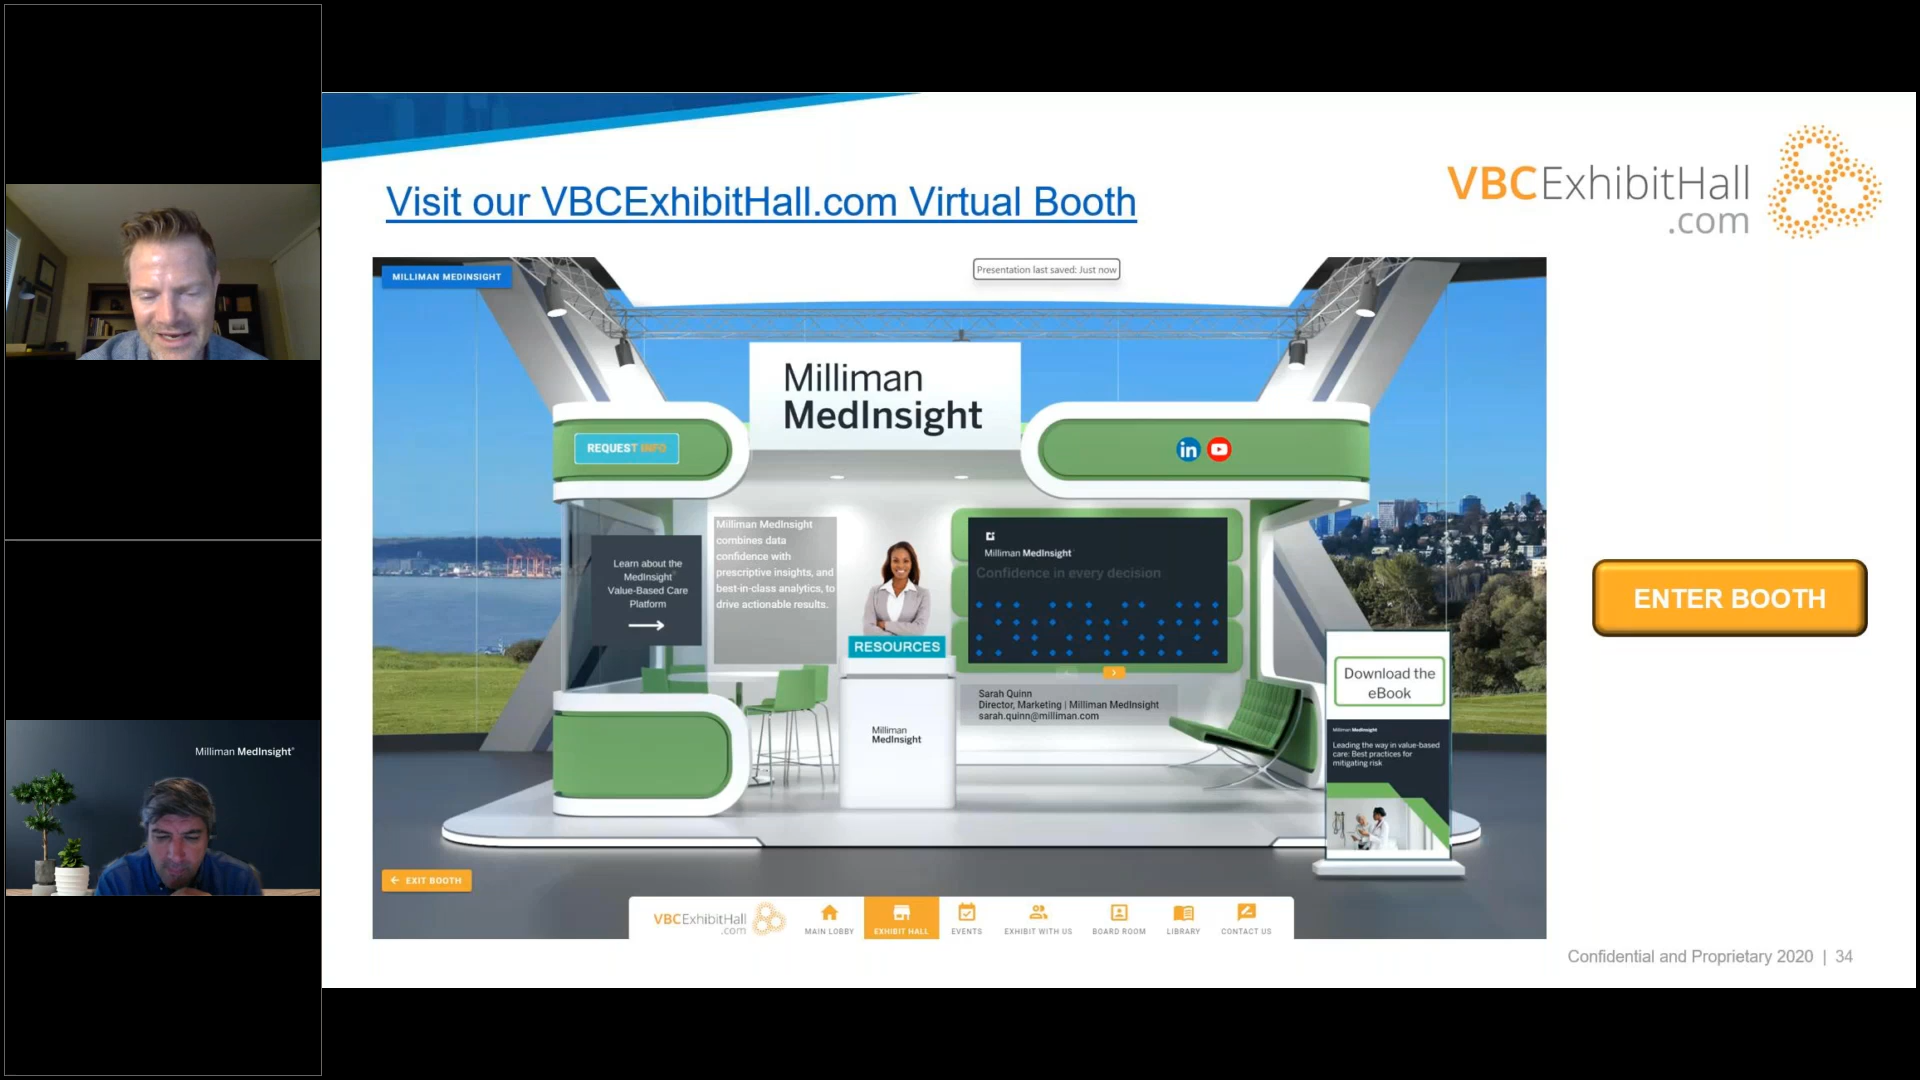 Visit our VBCExhibitHall.com Virtual Booth
VBCExhibitHall
.com
MILLIMAN MEDINSIGHT
Presentation last saved: Just now
Milliman
MedInsight
REQUEST INFO
Learn about the
MedInsight®
Value-Based Care
Platform
Milliman MedInsight
combines data
confidence with
prescriptive insights, and
best-in-class analytics, to
drive actionable results.
RESOURCES
Milliman
MedInsight
Milliman MedInsight
Confidence in every decision
Sarah Quinn
Director, Marketing | Milliman MedInsight
sarah.quinn@milliman.com
Download the
eBook
Milliman MedInsight
Leading the way in value-based
care: Best practices for
mitigating risk
ENTER BOOTH
EXIT BOOTH
VBCExhibitHall
.com
MAIN LOBBY
EXHIBIT HALL
EVENTS
EXHIBIT WITH US
BOARD ROOM
LIBRARY
CONTACT US
Confidential and Proprietary 2020 | 34
Milliman MedInsight®